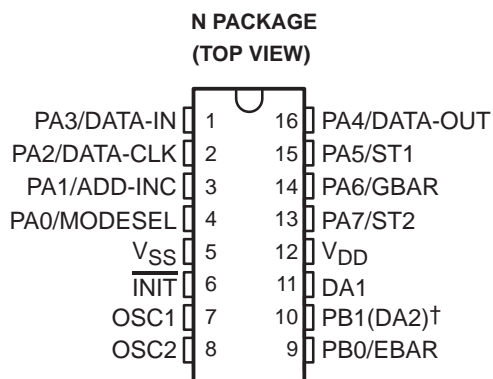 N PACKAGE
(TOP VIEW)
PA3/DATA-IN 1 16 PA4/DATA-OUT
PA2/DATA-CLK 2 15 PA5/ST1
PA1/ADD-INC 3 14 PA6/GBAR
PA0/MODESEL 4 13 PA7/ST2
VSS 5 12 VDD
INIT 6 11 DA1
OSC1 7 10 PB1(DA2)†
OSC2 8 9 PB0/EBAR